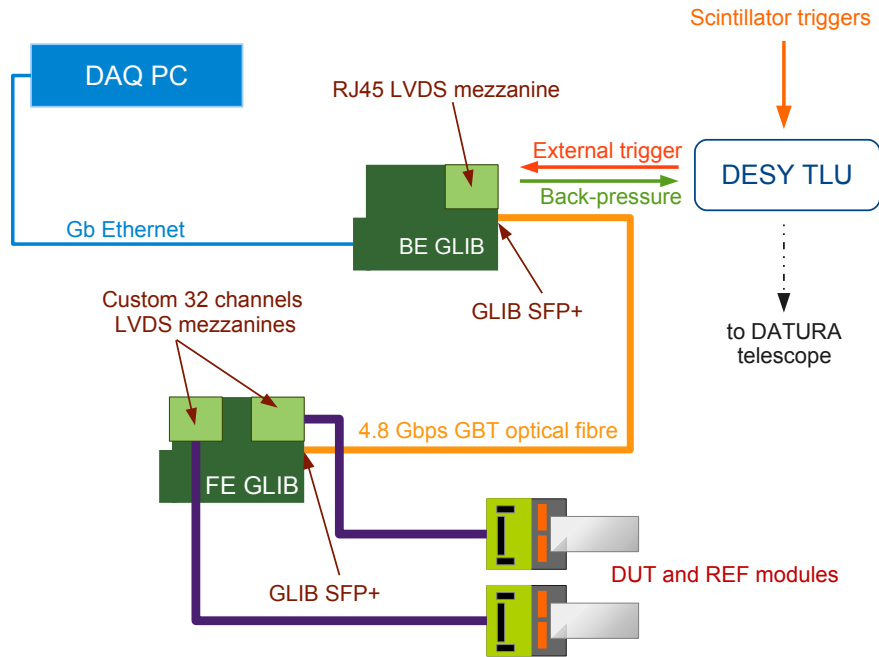 Scintillator triggers
DAQ PC
RJ45 LVDS mezzanine
External trigger
DESY TLU
Back-pressure
Gb Ethernet
BE GLIB
Custom 32 channels
LVDS mezzanines
GLIB SFP+
to DATURA
telescope
4.8 Gbps GBT optical fibre
FE GLIB
DUT and REF modules
GLIB SFP+